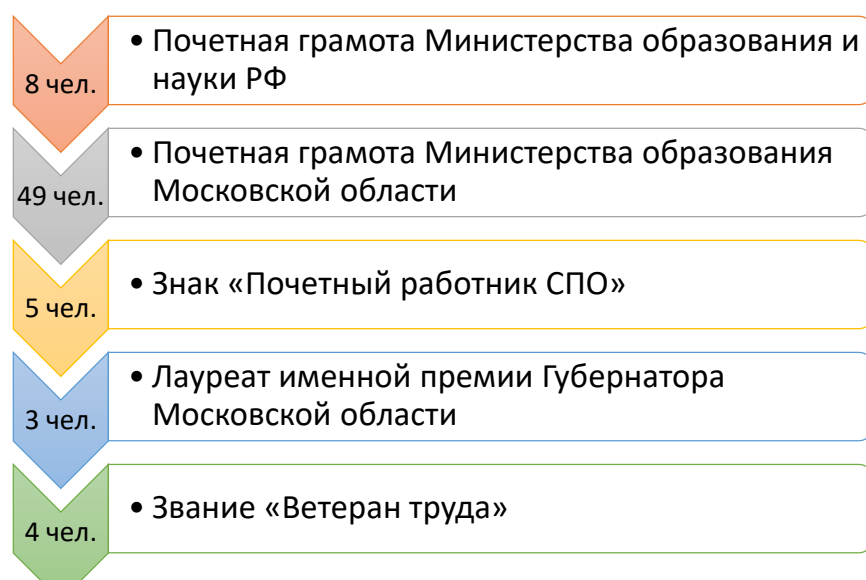 8 чел.
• Почетная грамота Министерства образования и
науки РФ
49 чел.
• Почетная грамота Министерства образования
Московской области
5 чел.
• Знак «Почетный работник СПО»
3 чел.
• Лауреат именной премии Губернатора
Московской области
4 чел.
• Звание «Ветеран труда»